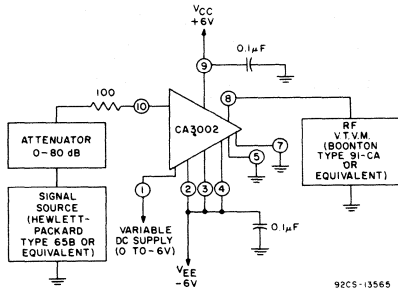 VCC
+6V
0.1µF
9
100
10
8
CA3002
7
5
ATTENUATOR
0-80 dB
RF
V.T.V.M.
(BOONTON
TYPE 91-CA
OR
EQUIVALENT)
1
2
3
4
SIGNAL
SOURCE
(HEWLETT-
PACKARD
TYPE 65B OR
EQUIVALENT)
VARIABLE
DC SUPPLY
(0 TO -6V)
0.1µF
VEE
-6V
92CS-13565